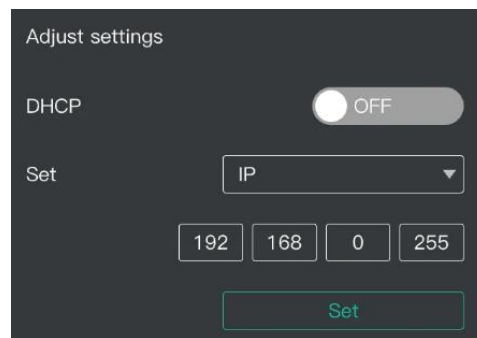 Adjust settings
DHCP OFF
Set IP
192 168 0 255
Set